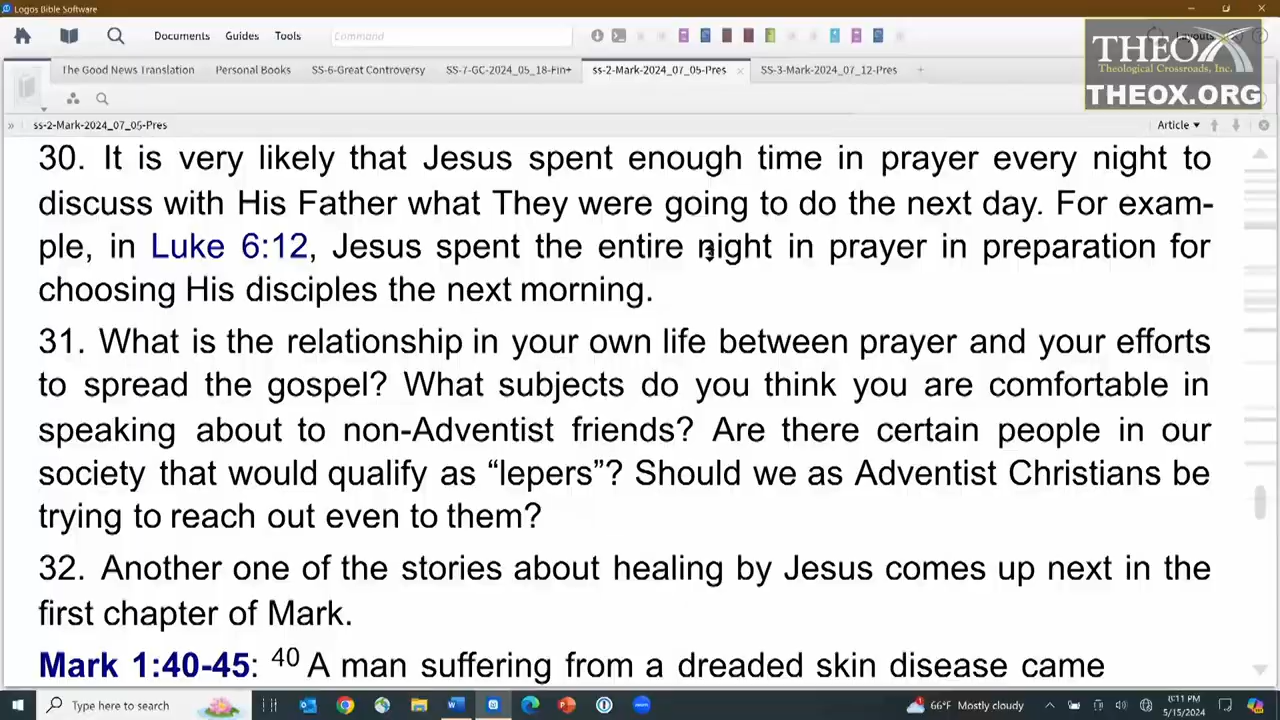 Logos Bible Software
Documents Guides Tools Command Layouts
THEOX
Theological Crossroads, Inc.
THEOX.ORG
The Good News Translation Personal Books SS-6-Great Controversy 05_18-Fin+ ss-2-Mark-2024_07_05-Pres SS-3-Mark-2024_07_12-Pres
ss-2-Mark-2024_07_05-Pres Article
30. It is very likely that Jesus spent enough time in prayer every night to
discuss with His Father what They were going to do the next day. For exam-
ple, in Luke 6:12, Jesus spent the entire night in prayer in preparation for
choosing His disciples the next morning.
31. What is the relationship in your own life between prayer and your efforts
to spread the gospel? What subjects do you think you are comfortable in
speaking about to non-Adventist friends? Are there certain people in our
society that would qualify as “lepers”? Should we as Adventist Christians be
trying to reach out even to them?
32. Another one of the stories about healing by Jesus comes up next in the
first chapter of Mark.
Mark 1:40-45: 40 A man suffering from a dreaded skin disease came
Type here to search 66°F Mostly cloudy 8:11 PM
5/15/2024